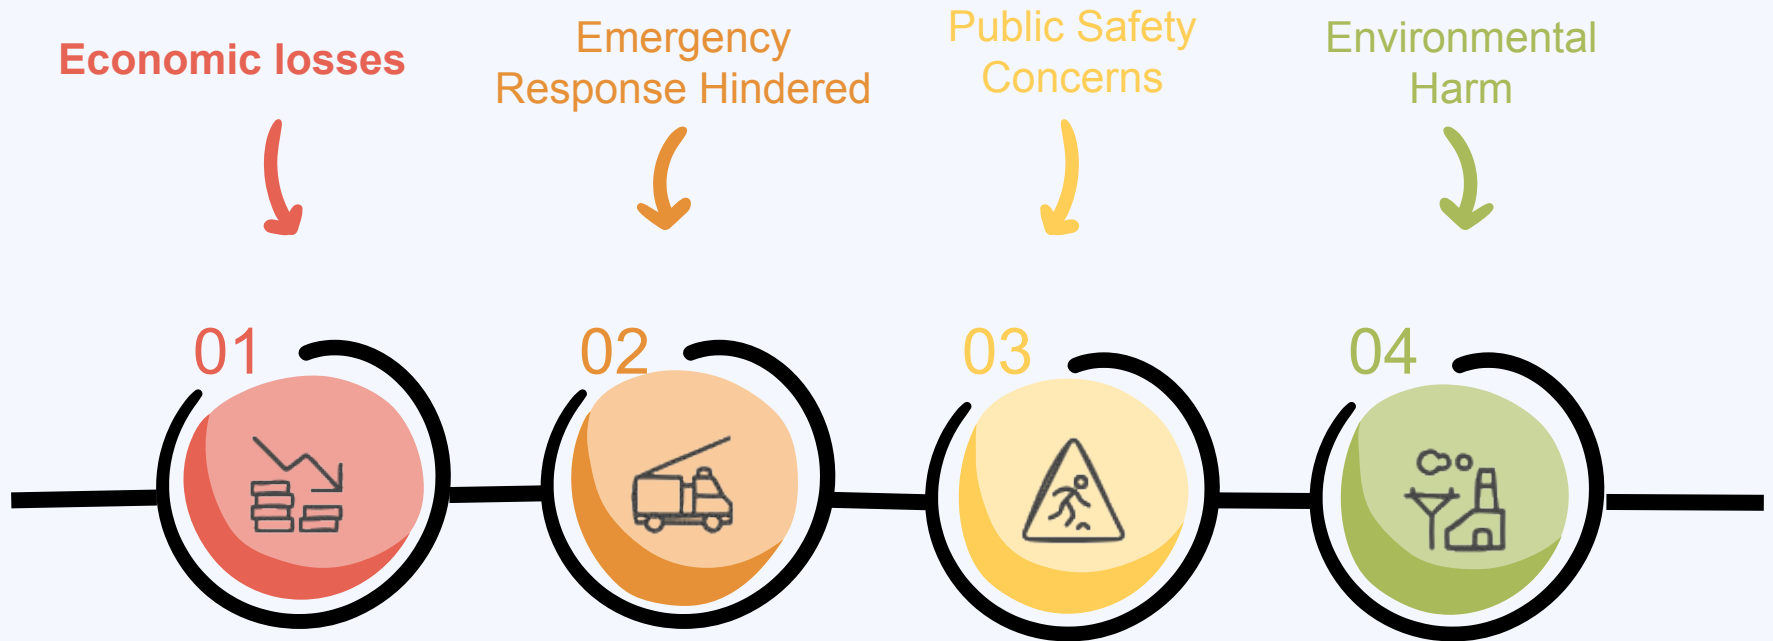 Economic losses
Emergency
Response Hindered
Public Safety
Concerns
Environmental
Harm
01
02
03
04